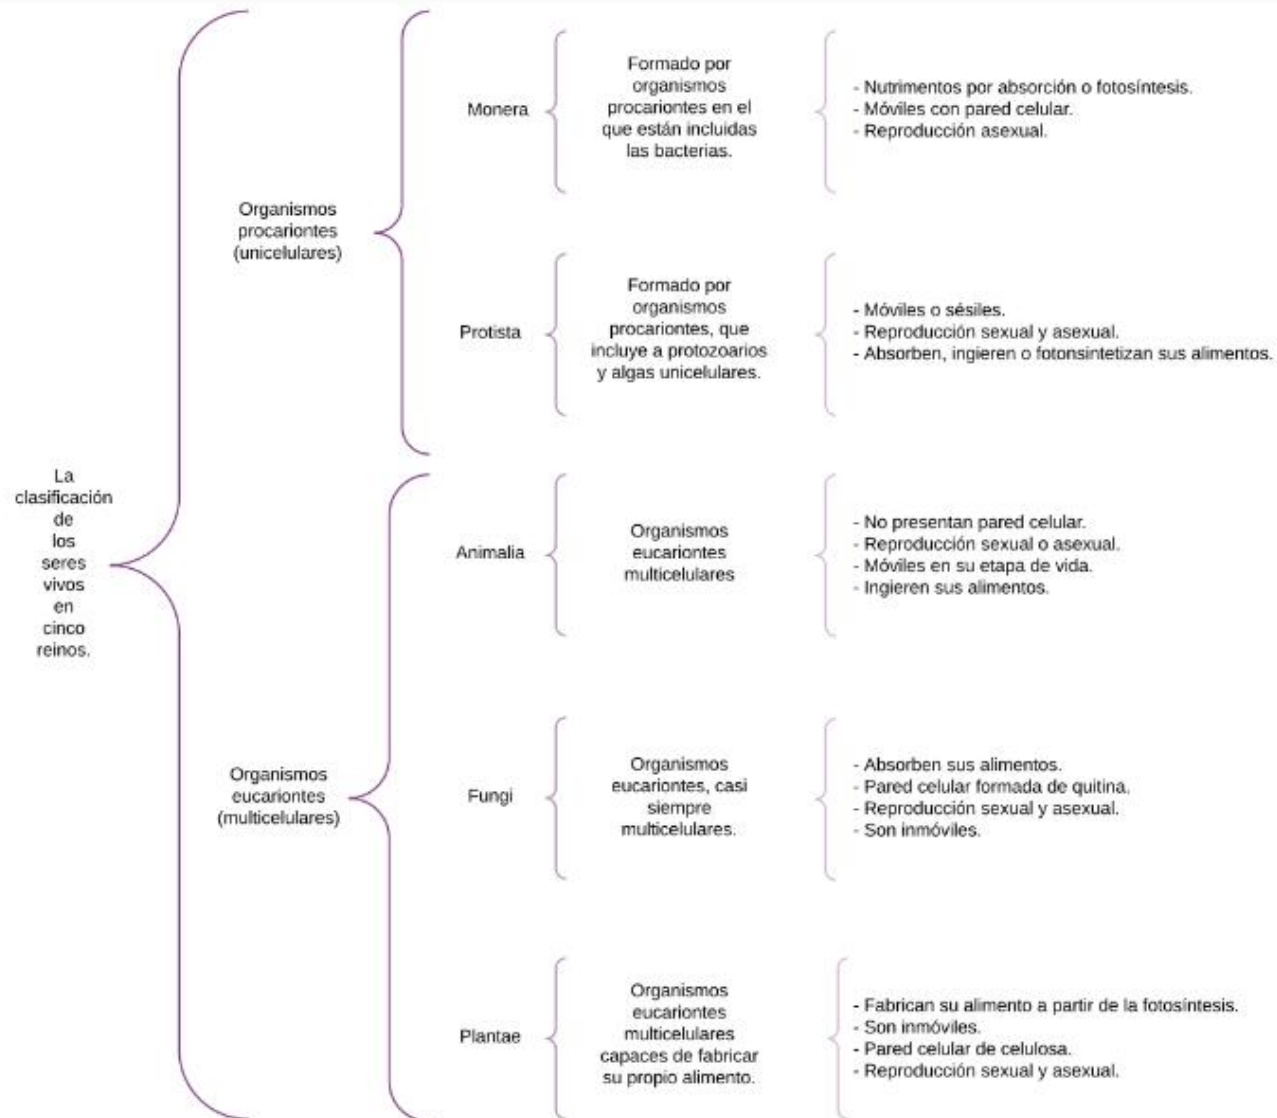 La
clasificación
de
los
seres
vivos
en
cinco
reinos.
Organismos
procariontes
(unicelulares)
Monera
Formado por
organismos
procariontes en el
que están incluidas
las bacterias.
- Nutrimentos por absorción o fotosíntesis.
- Móviles con pared celular.
- Reproducción asexual.
Protista
Formado por
organismos
procariontes, que
incluye a protozoarios
y algas unicelulares.
- Móviles o sésiles.
- Reproducción sexual y asexual.
- Absorben, ingieren o fotonsintetizan sus alimentos.
Organismos
eucariontes
(multicelulares)
Animalia
Organismos
eucariontes
multicelulares
- No presentan pared celular.
- Reproducción sexual o asexual.
- Móviles en su etapa de vida.
- Ingieren sus alimentos.
Fungi
Organismos
eucariontes, casi
siempre
multicelulares.
- Absorben sus alimentos.
- Pared celular formada de quitina.
- Reproducción sexual y asexual.
- Son inmóviles.
Plantae
Organismos
eucariontes
multicelulares
capaces de fabricar
su propio alimento.
- Fabrican su alimento a partir de la fotosíntesis.
- Son inmóviles.
- Pared celular de celulosa.
- Reproducción sexual y asexual.